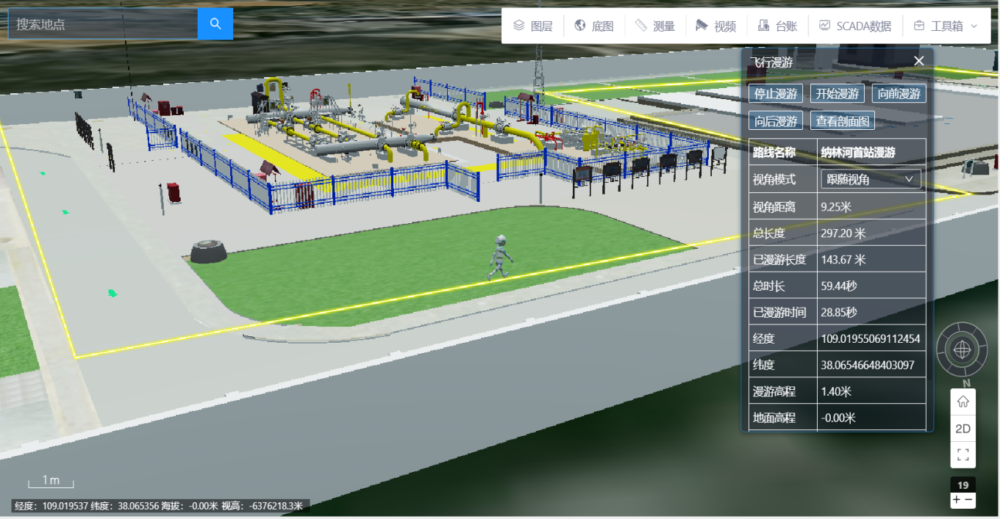 搜索地点
图层 底图 测量 视频 台账 SCADA数据 工具箱
飞行漫游
停止漫游 开始漫游 向前漫游
向后漫游 查看剖面图
路线名称 纳林河首站漫游
视角模式 跟随视角
视角距离 9.25米
总长度 297.20 米
已漫游长度 143.67 米
总时长 59.44秒
已漫游时间 28.85秒
经度 109.01955069112454
纬度 38.06546648403097
漫游高程 1.40米
地面高程 -0.00米
N
2D
19
+ −
1 m
经度：109.019537 纬度：38.065356 海拔：-0.00米 视高：-6376218.3米